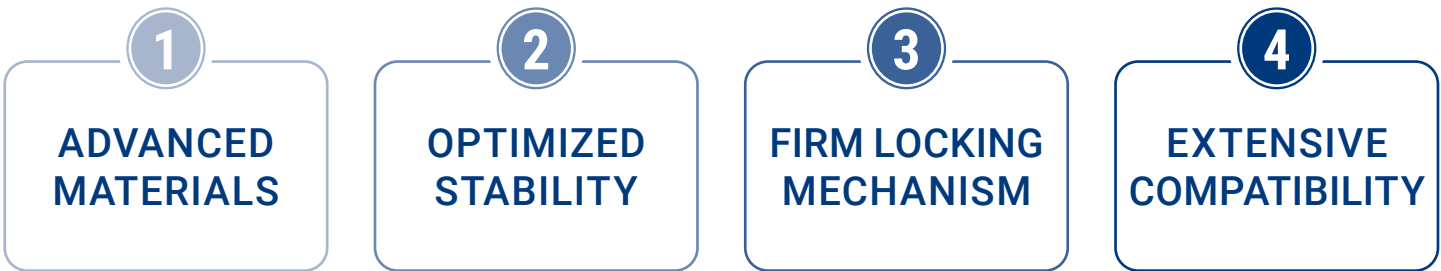 1
ADVANCED
MATERIALS
2
OPTIMIZED
STABILITY
3
FIRM LOCKING
MECHANISM
4
EXTENSIVE
COMPATIBILITY